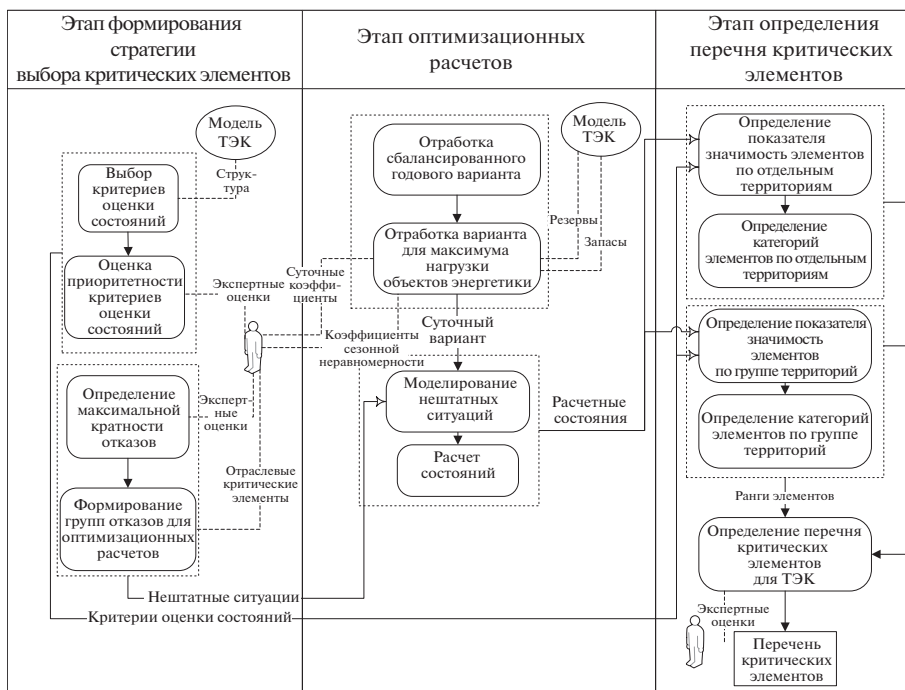 Этап формирования
стратегии
выбора критических элементов
Этап оптимизационных
расчетов
Этап определения
перечня критических
элементов
Модель
ТЭК
Струк-
тура
Выбор
критериев
оценки
состояний
Оценка
приоритетности
критериев
оценки
состояний
Экспертные
оценки
Определение
максимальной
кратности
отказов
Эксперт-
ные
оценки
Формирование
групп отказов для
оптимизационных
расчетов
Отраслевые
критические
элементы
Нештатные ситуации
Критерии оценки состояний
Отработка
сбалансированного
годового варианта
Модель
ТЭК
Резервы
Запасы
Отработка варианта
для максимума
нагрузки
объектов энергетики
Суточные
коэффи-
циенты
Коэффициенты
сезонной
неравномерности
Суточный
вариант
Моделирование
нештатных
ситуаций
Расчет
состояний
Расчетные
состояния
Определение
показателя
значимость элементов
по отдельным
территориям
Определение
категорий
элементов по отдельным
территориям
Определение показателя
значимость
элементов
по группе территорий
Определение категорий
элементов по группе
территорий
Ранги элементов
Определение перечня
критических
элементов
для ТЭК
Экспертные
оценки
Перечень
критических
элементов